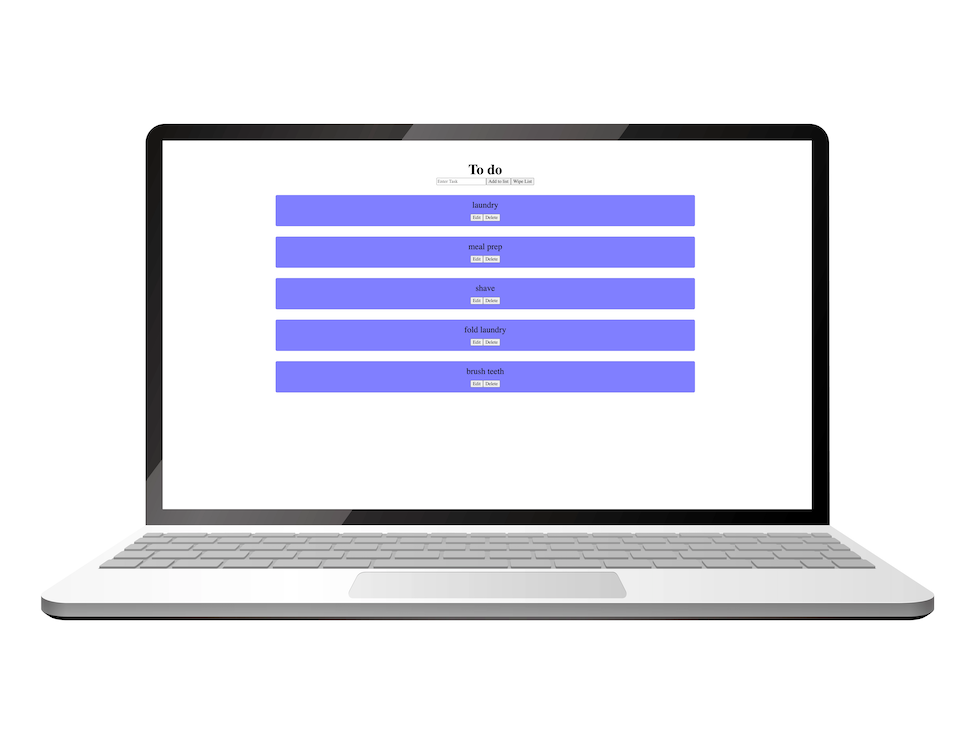 To do
Enter Task Add to list Wipe List
laundry
Edit Delete
meal prep
Edit Delete
shave
Edit Delete
fold laundry
Edit Delete
brush teeth
Edit Delete